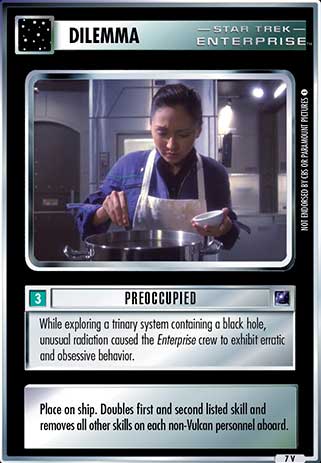 DILEMMA
STAR TREK
ENTERPRISE™
NOT ENDORSED BY CBS OR PARAMOUNT PICTURES
3 PREOCCUPIED
While exploring a trinary system containing a black hole,
unusual radiation caused the Enterprise crew to exhibit erratic
and obsessive behavior.
Place on ship. Doubles first and second listed skill and
removes all other skills on each non-Vulcan personnel aboard.
7 V